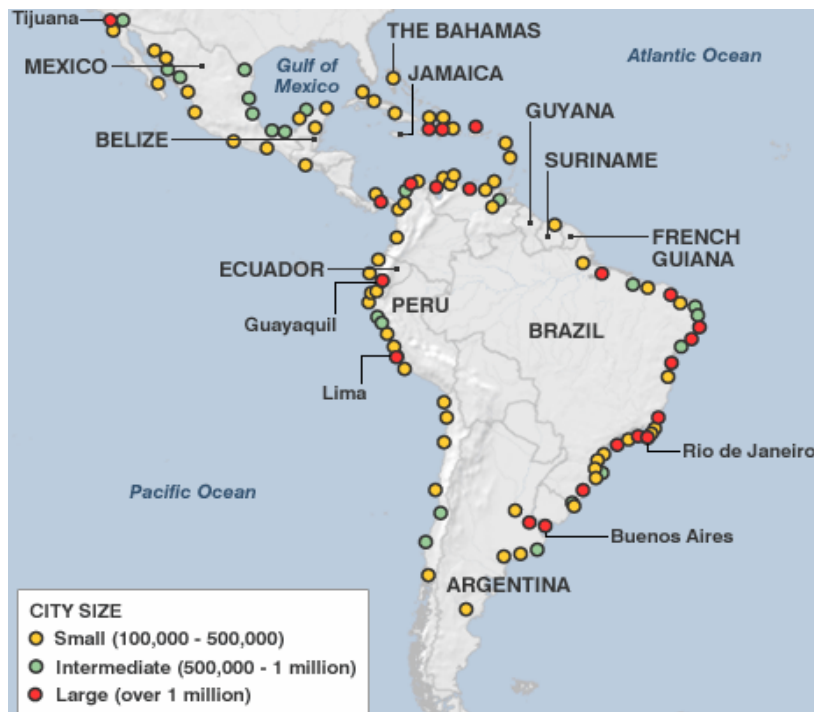 Tijuana
THE BAHAMAS
Atlantic Ocean
MEXICO
Gulf of
Mexico
JAMAICA
GUYANA
BELIZE
SURINAME
FRENCH
GUIANA
ECUADOR
PERU
Guayaquil
BRAZIL
Lima
Rio de Janeiro
Pacific Ocean
Buenos Aires
ARGENTINA
CITY SIZE
Small (100,000 - 500,000)
Intermediate (500,000 - 1 million)
Large (over 1 million)